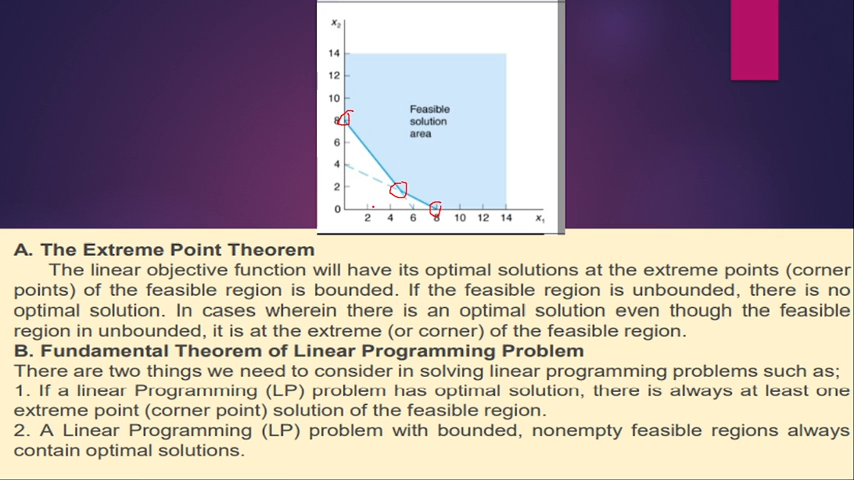 x₂
14
12
10
8
6
4
2
0
Feasible
solution
area
2 4 6 8 10 12 14 x₁
A. The Extreme Point Theorem
The linear objective function will have its optimal solutions at the extreme points (corner
points) of the feasible region is bounded. If the feasible region is unbounded, there is no
optimal solution. In cases wherein there is an optimal solution even though the feasible
region in unbounded, it is at the extreme (or corner) of the feasible region.
B. Fundamental Theorem of Linear Programming Problem
There are two things we need to consider in solving linear programming problems such as;
1. If a linear Programming (LP) problem has optimal solution, there is always at least one
extreme point (corner point) solution of the feasible region.
2. A Linear Programming (LP) problem with bounded, nonempty feasible regions always
contain optimal solutions.